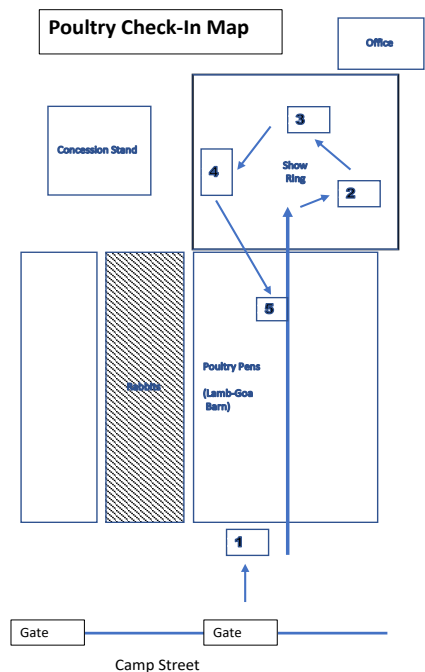 Poultry Check-In Map
Office
3
Concession Stand
4
Show
Ring
2
5
Rabbits
Poultry Pens
(Lamb-Goa
Barn)
1
Gate
Gate
Camp Street